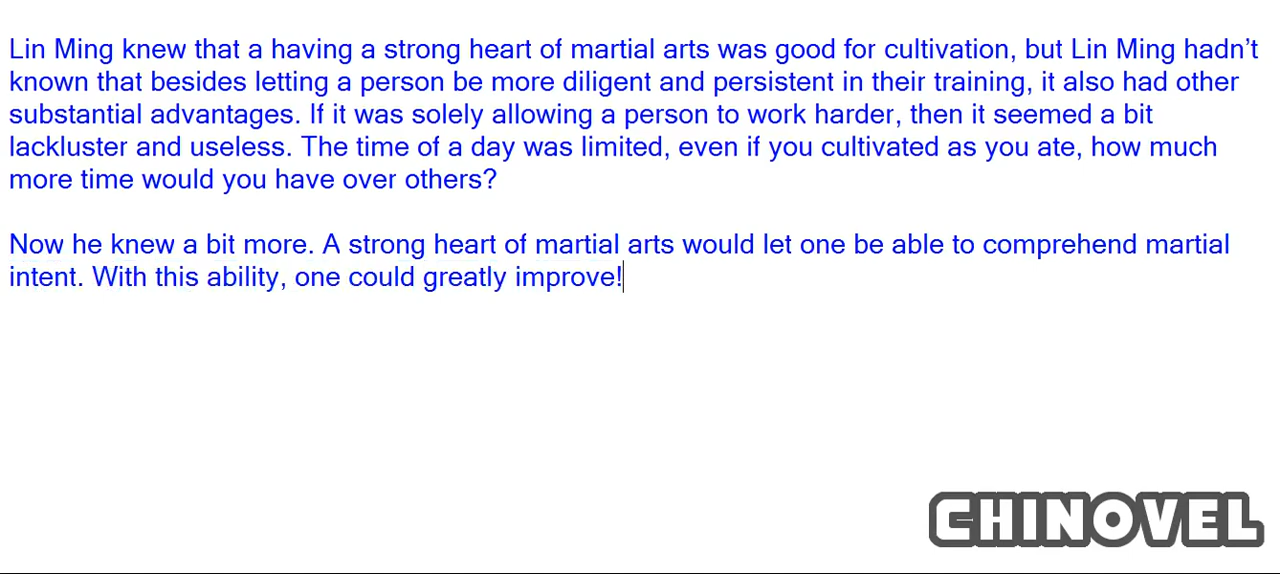 Lin Ming knew that a having a strong heart of martial arts was good for cultivation, but Lin Ming hadn’t
known that besides letting a person be more diligent and persistent in their training, it also had other
substantial advantages. If it was solely allowing a person to work harder, then it seemed a bit
lackluster and useless. The time of a day was limited, even if you cultivated as you ate, how much
more time would you have over others?
Now he knew a bit more. A strong heart of martial arts would let one be able to comprehend martial
intent. With this ability, one could greatly improve!
CHINOVEL